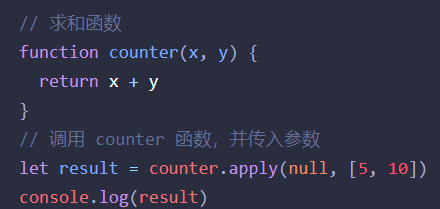 // 求和函数
function counter(x, y) {
  return x + y
}
// 调用 counter 函数，并传入参数
let result = counter.apply(null, [5, 10])
console.log(result)